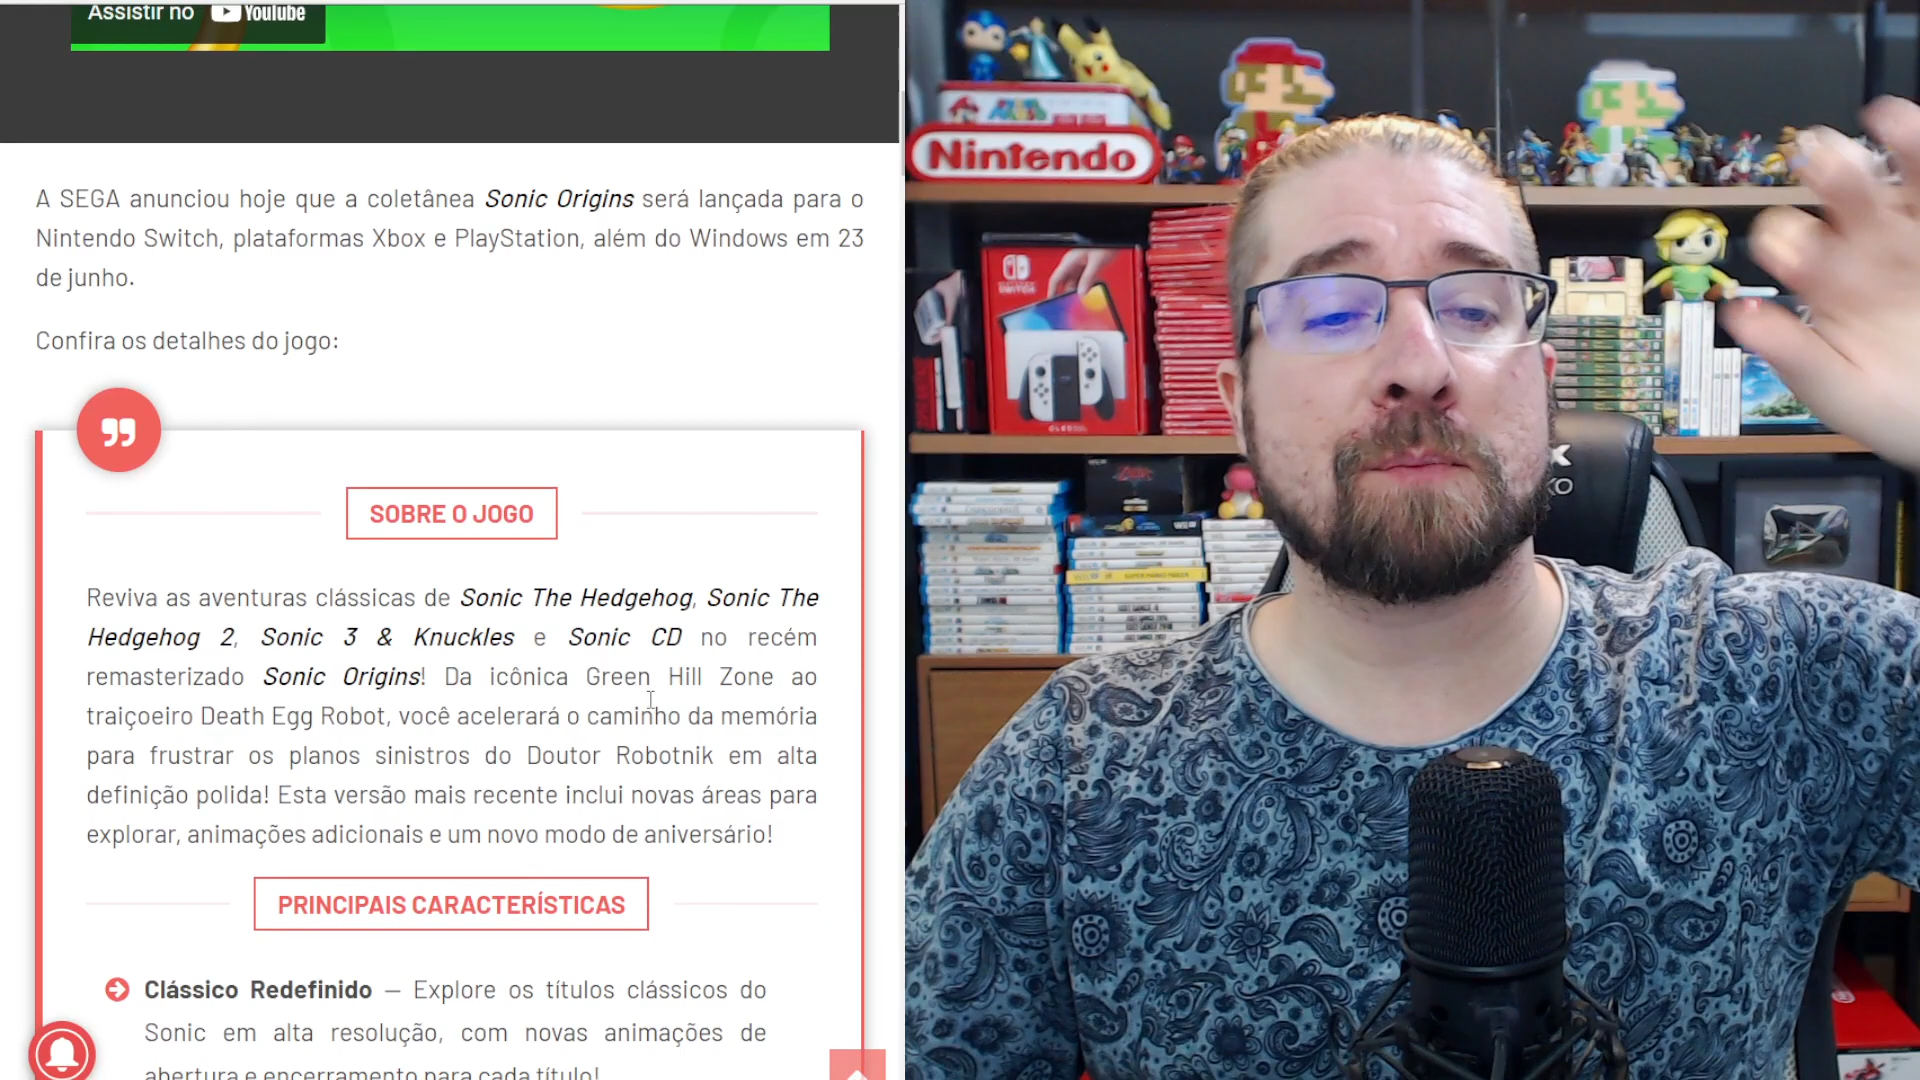 Assistir no YouTube
A SEGA anunciou hoje que a coletânea Sonic Origins será lançada para o
Nintendo Switch, plataformas Xbox e PlayStation, além do Windows em 23
de junho.
Confira os detalhes do jogo:
SOBRE O JOGO
Reviva as aventuras clássicas de Sonic The Hedgehog, Sonic The
Hedgehog 2, Sonic 3 & Knuckles e Sonic CD no recém
remasterizado Sonic Origins! Da icônica Green Hill Zone ao
traiçoeiro Death Egg Robot, você acelerará o caminho da memória
para frustrar os planos sinistros do Doutor Robotnik em alta
definição polida! Esta versão mais recente inclui novas áreas para
explorar, animações adicionais e um novo modo de aniversário!
PRINCIPAIS CARACTERÍSTICAS
Clássico Redefinido — Explore os títulos clássicos do
Sonic em alta resolução, com novas animações de
abertura e encerramento para cada título!
Nintendo